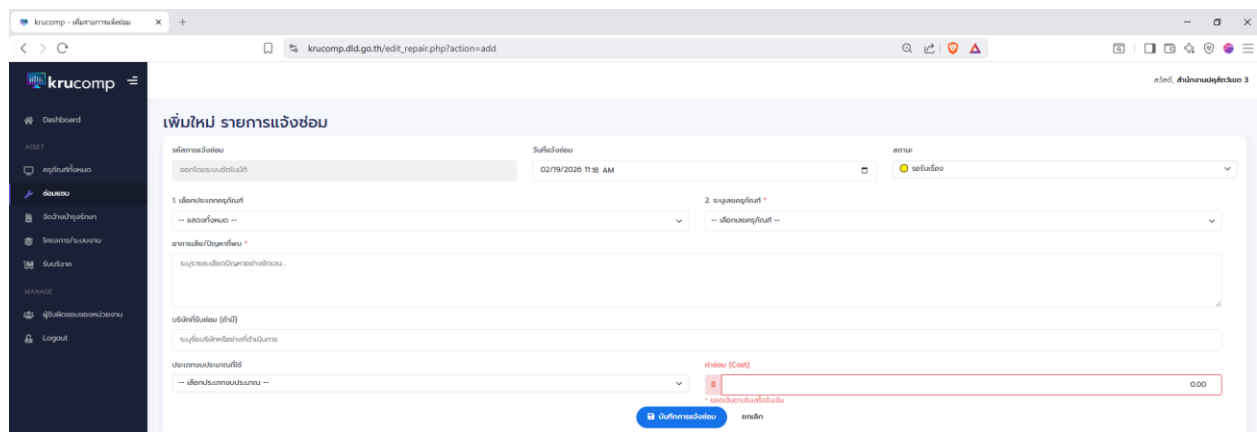 krucomp - เพิ่มรายการแจ้งซ่อม
krucomp.dld.go.th/edit_repair.php?action=add
krucomp
สวัสดี, สำนักงานปศุสัตว์เขต 3
Dashboard
ASSET
ครุภัณฑ์ทั้งหมด
ซ่อมแซม
จัดจ้างบำรุงรักษา
โครงการ/ระบบงาน
รับบริจาค
MANAGE
ผู้รับผิดชอบของหน่วยงาน
Logout
เพิ่มใหม่ รายการแจ้งซ่อม
รหัสการแจ้งซ่อม
วันที่แจ้งซ่อม
สถานะ
ออกโดยระบบอัตโนมัติ
02/19/2026 11:18 AM
รอรับเรื่อง
1. เลือกประเภทครุภัณฑ์
2. ระบุเลขครุภัณฑ์ *
-- แสดงทั้งหมด --
-- เลือกเลขครุภัณฑ์ --
อาการเสีย/ปัญหาที่พบ *
ระบุรายละเอียดปัญหาอย่างชัดเจน...
บริษัทที่รับซ่อม (ถ้ามี)
ระบุชื่อบริษัทหรือช่างที่ดำเนินการ
ประเภทงบประมาณที่ใช้
ค่าซ่อม (Cost)
-- เลือกประเภทงบประมาณ --
฿
0.00
* ยอดเงินตามใบเสร็จรับเงิน
บันทึกการแจ้งซ่อม
ยกเลิก